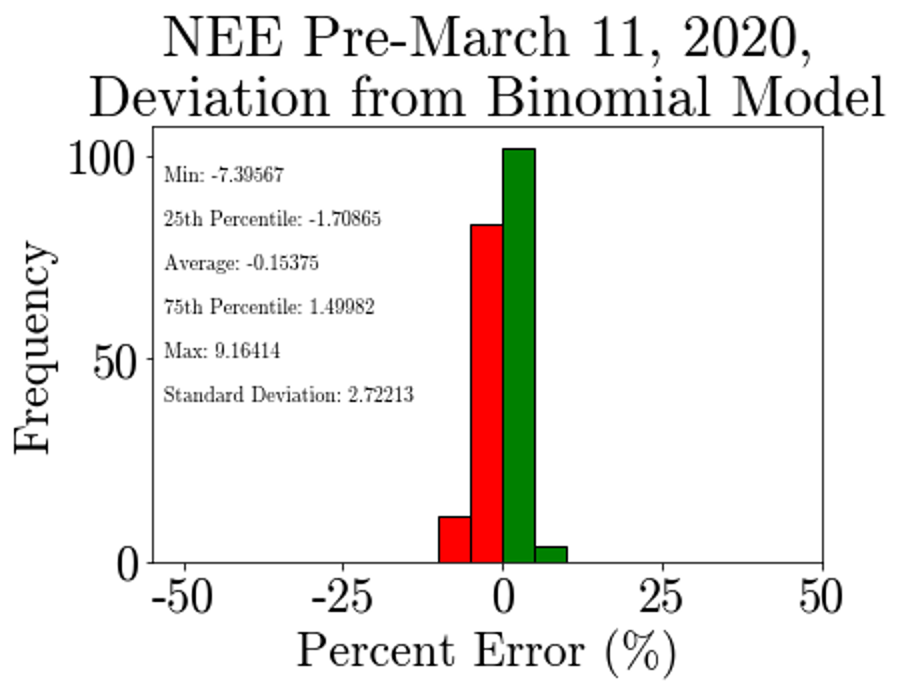 NEE Pre-March 11, 2020,
Deviation from Binomial Model
100
50
0
Frequency
Min: -7.39567
25th Percentile: -1.70865
Average: -0.15375
75th Percentile: 1.49982
Max: 9.16414
Standard Deviation: 2.72213
-50 -25 0 25 50
Percent Error (%)